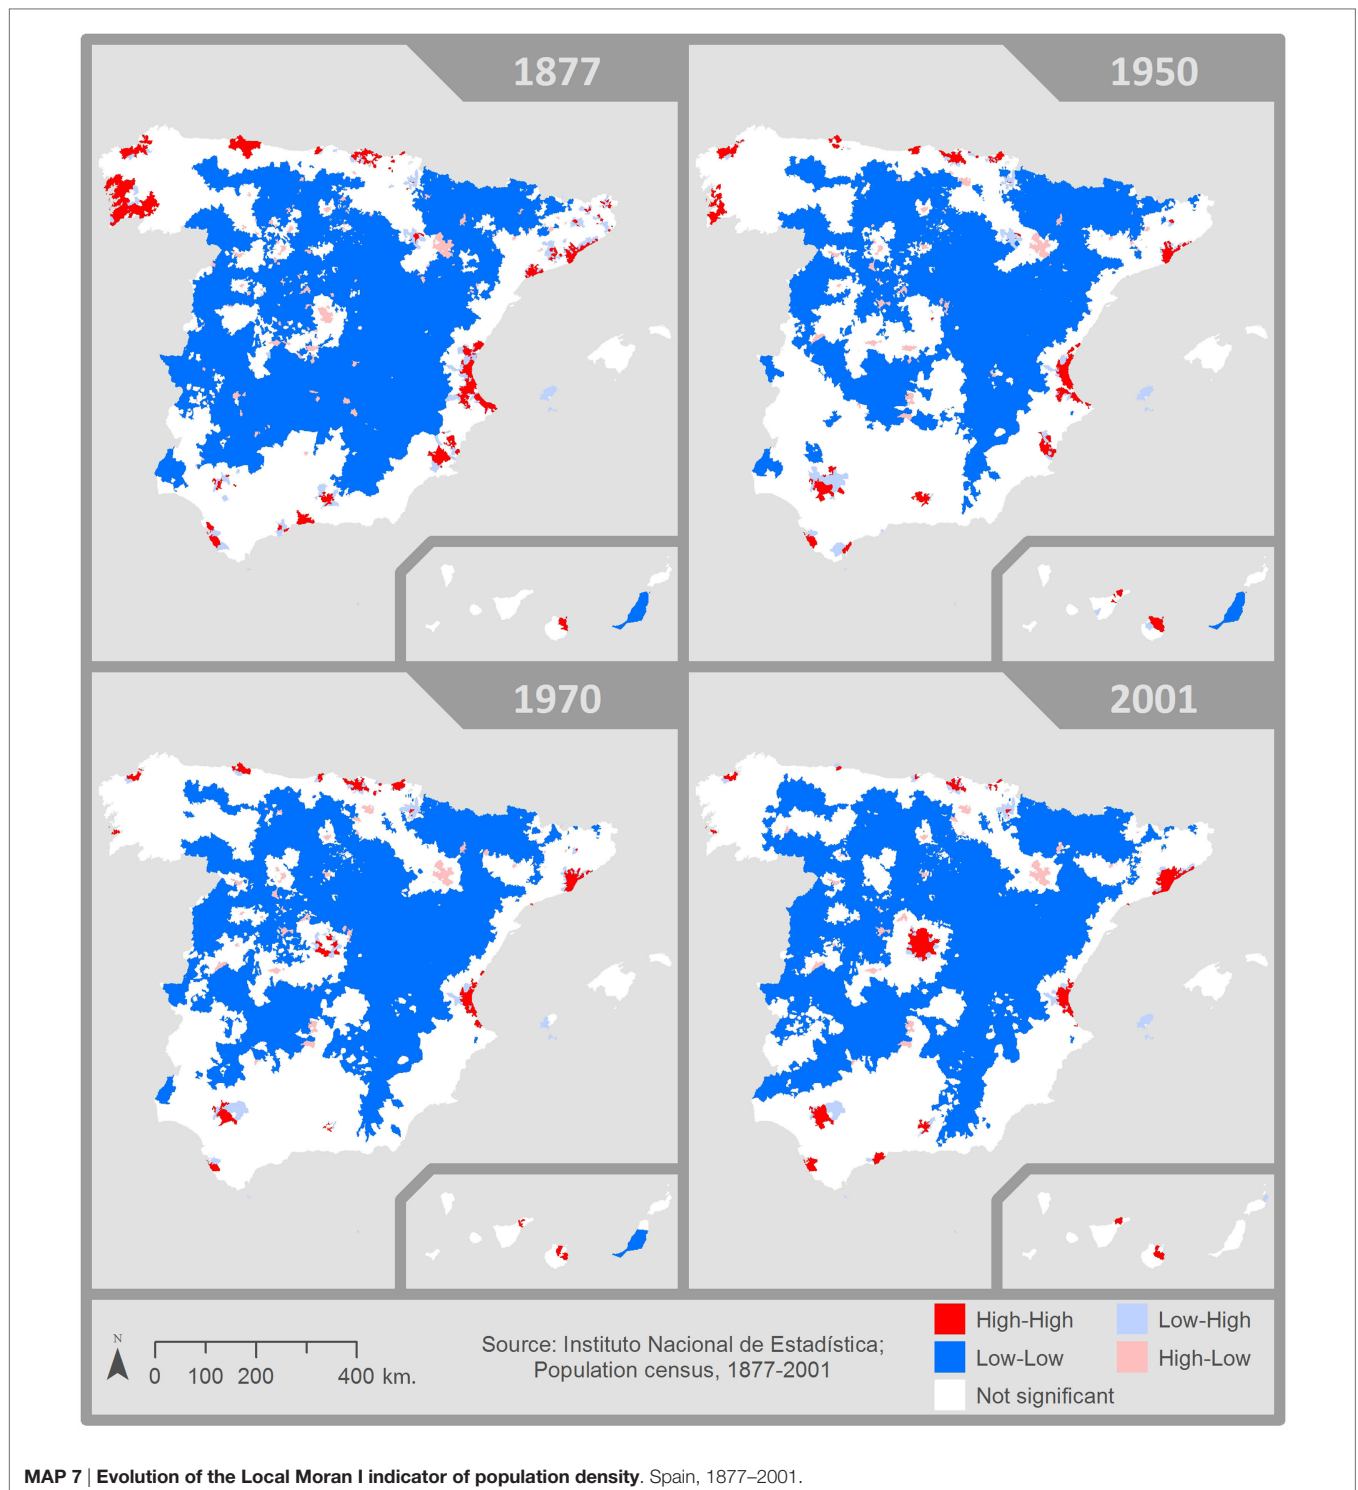 1877
1950
1970
2001
N
0 100 200 400 km.
Source: Instituto Nacional de Estadística;
Population census, 1877-2001
High-High
Low-High
Low-Low
High-Low
Not significant
MAP 7 | Evolution of the Local Moran I indicator of population density. Spain, 1877–2001.